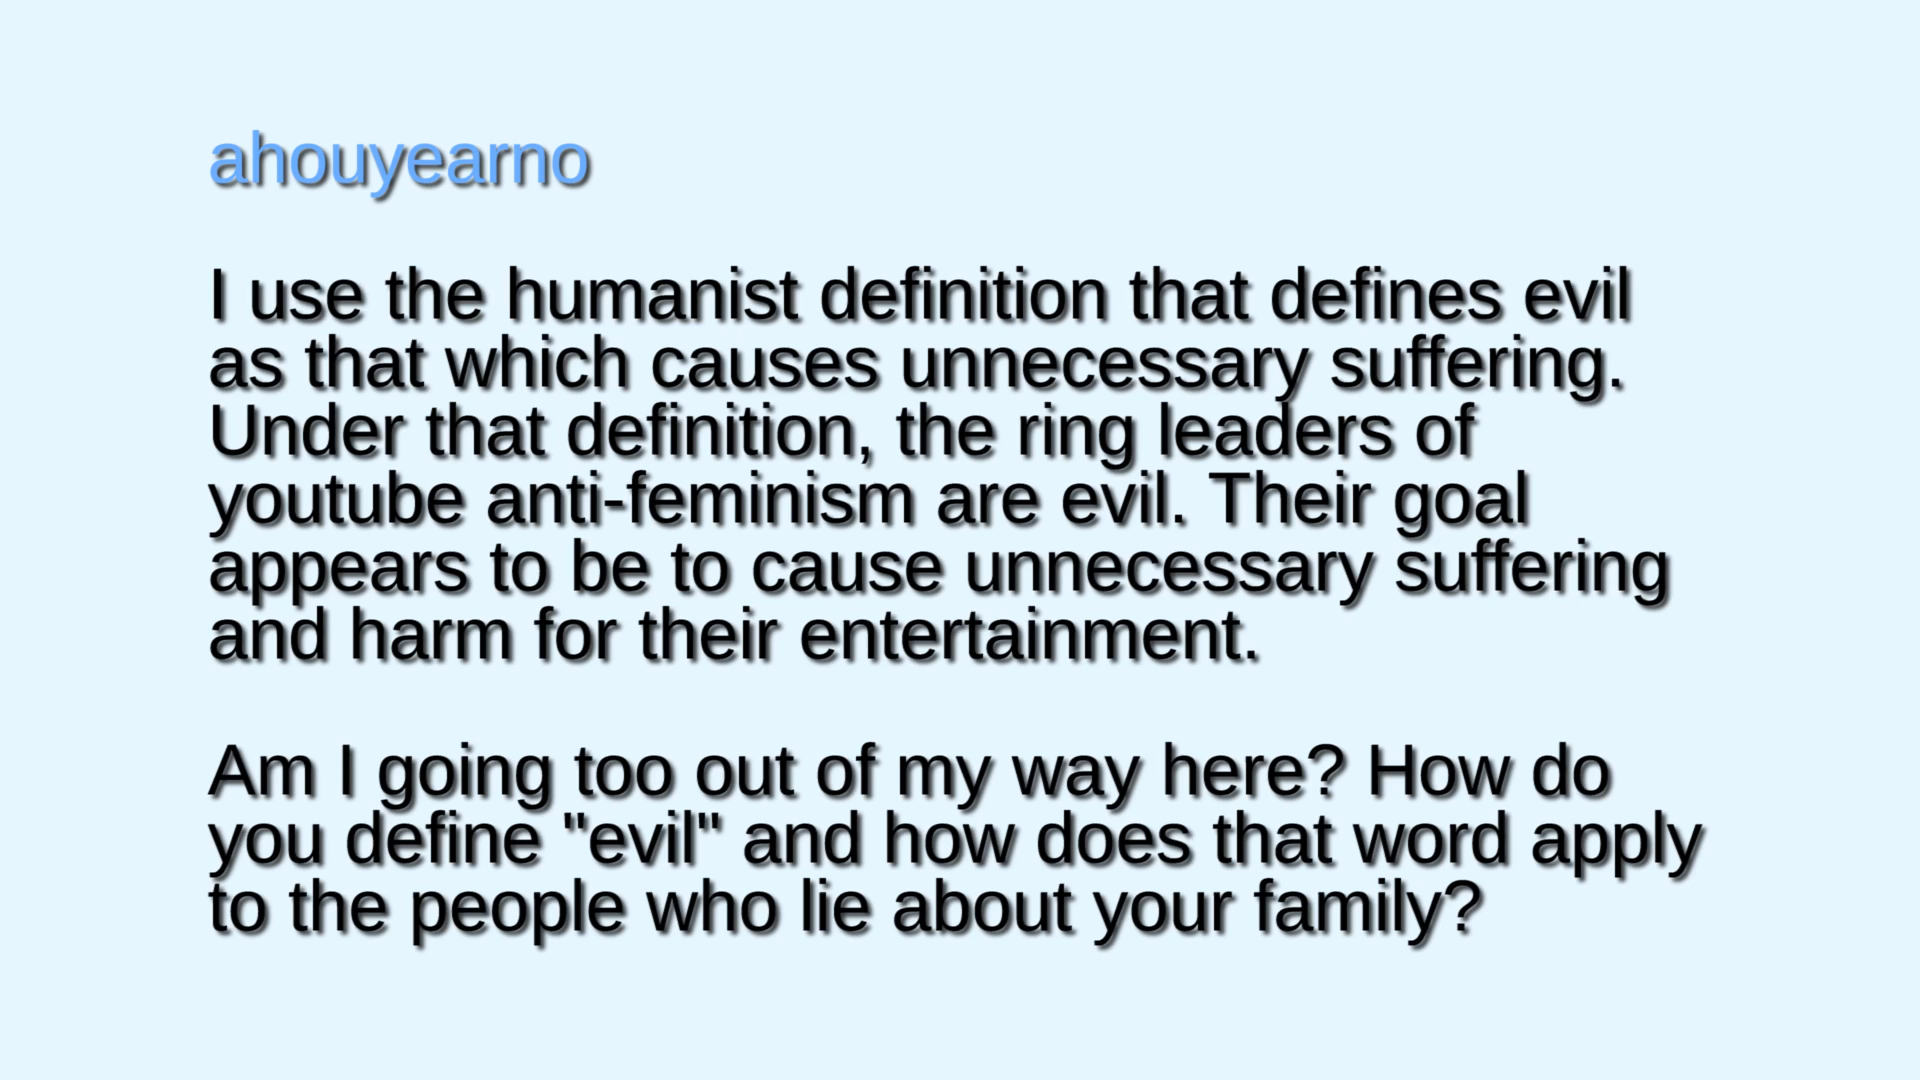 ahouyearno
I use the humanist definition that defines evil
as that which causes unnecessary suffering.
Under that definition, the ring leaders of
youtube anti-feminism are evil. Their goal
appears to be to cause unnecessary suffering
and harm for their entertainment.
Am I going too out of my way here? How do
you define "evil" and how does that word apply
to the people who lie about your family?